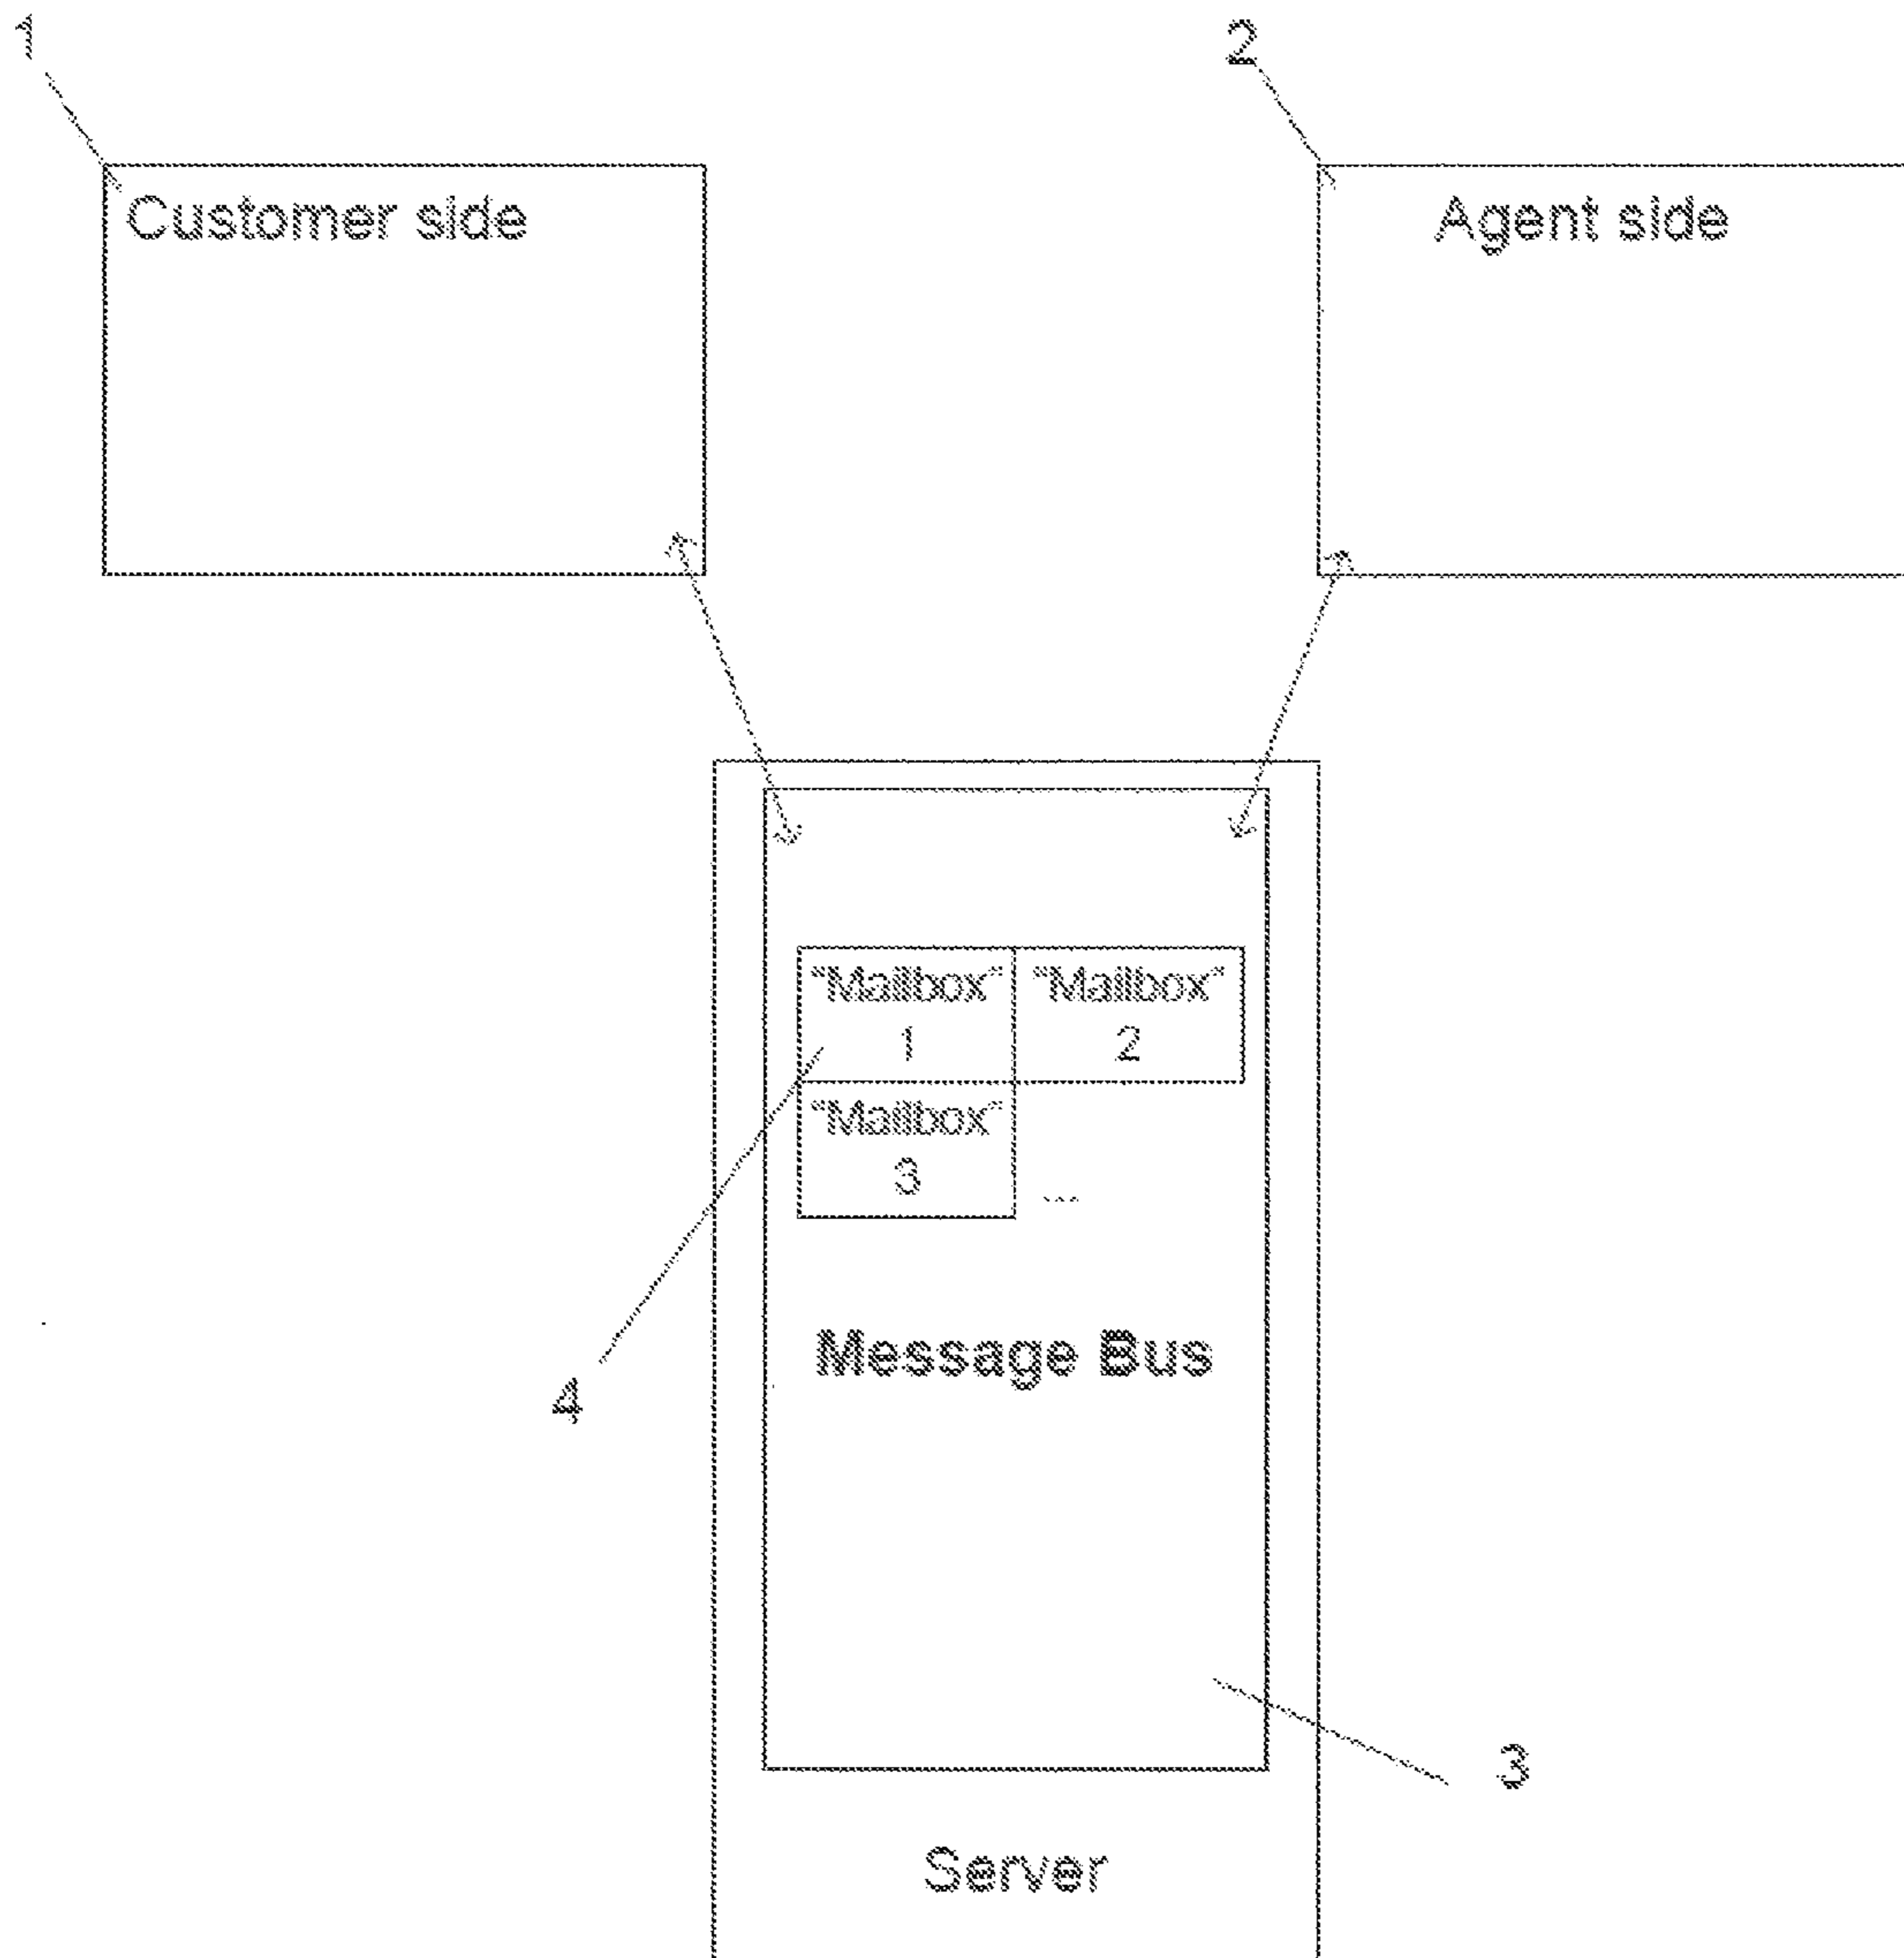 1
2
Customer side
Agent side
“Mailbox”
1
“Mailbox”
2
“Mailbox”
3
...
Message Bus
4
3
Server